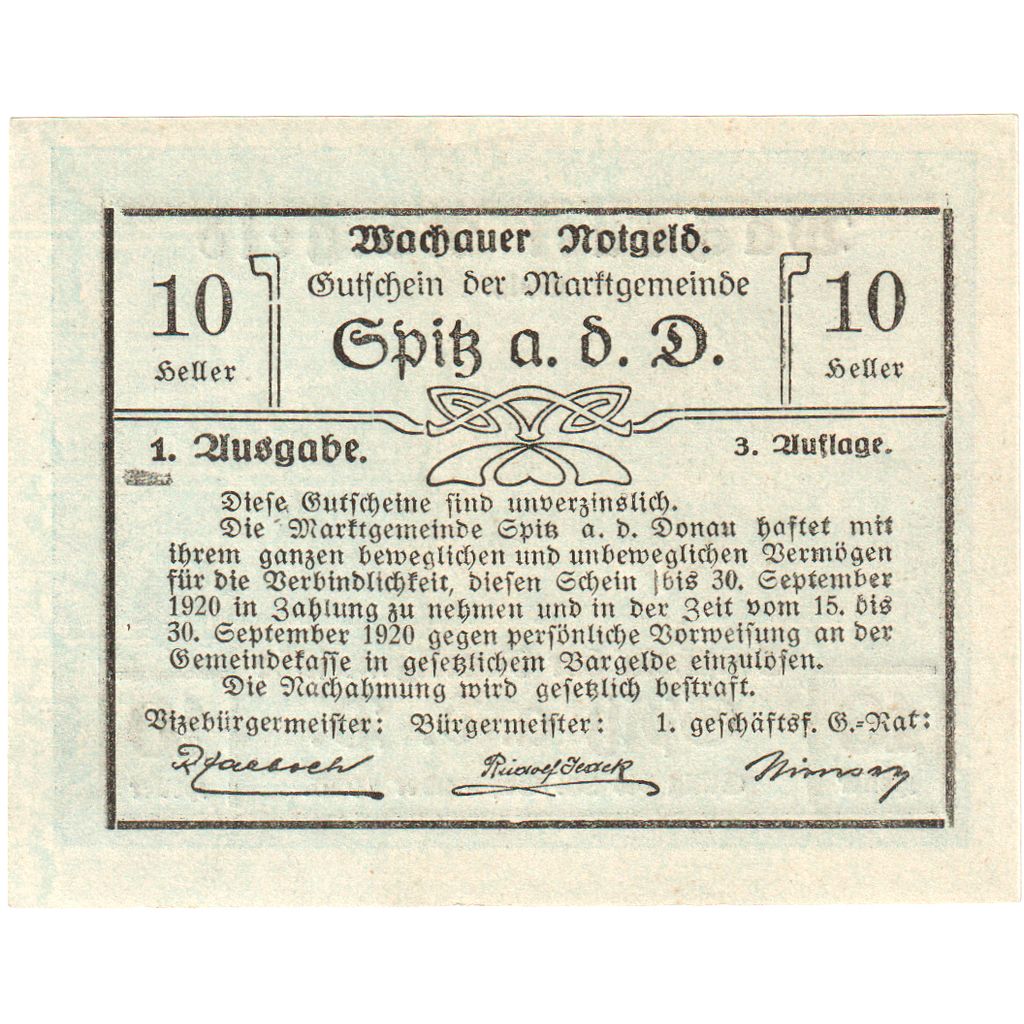 Wachauer Notgeld.
Gutschein der Marktgemeinde
Spitz a. d. D.
10
Heller
10
Heller
1. Ausgabe.
3. Auflage.
Diese Gutscheine sind unverzinslich.
Die Marktgemeinde Spitz a. d. Donau haftet mit
ihrem ganzen beweglichen und unbeweglichen Vermögen
für die Verbindlichkeit, diesen Schein bis 30. September
1920 in Zahlung zu nehmen und in der Zeit vom 15. bis
30. September 1920 gegen persönliche Vorweisung an der
Gemeindekasse in gesetzlichem Bargelde einzulösen.
Die Nachahmung wird gesetzlich bestraft.
Vizebürgermeister: Bürgermeister: 1. geschäftsf. G.-Rat:
Rudolf